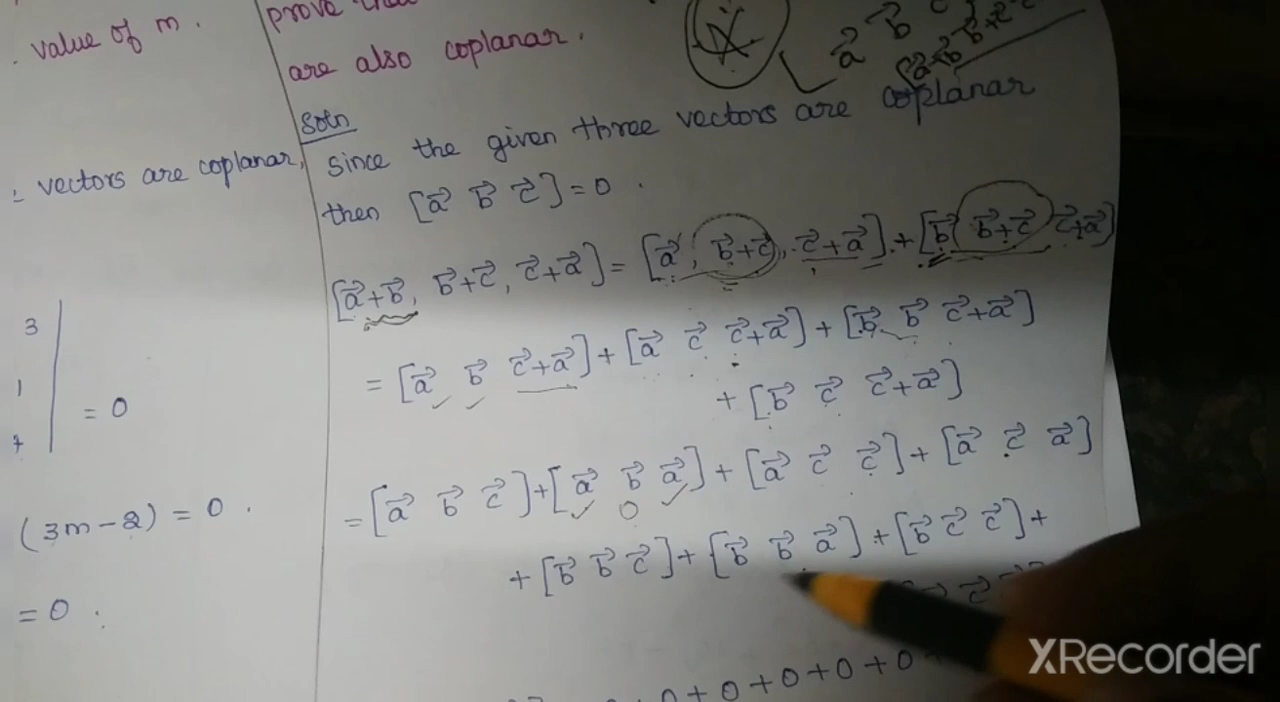 value of m.
prove that
are also coplanar.
a⃗ b⃗ c⃗
[a⃗+b⃗ b⃗+c⃗
Soln
∴ vectors are coplanar,
since the given three vectors are coplanar
then [a⃗ b⃗ c⃗] = 0 .
[a⃗+b⃗, b⃗+c⃗, c⃗+a⃗] = [a⃗, b⃗+c⃗, c⃗+a⃗] + [b⃗ b⃗+c⃗ c⃗+a⃗]
= [a⃗ b⃗ c⃗+a⃗] + [a⃗ c⃗ c⃗+a⃗] + [b⃗ b⃗ c⃗+a⃗]
+ [b⃗ c⃗ c⃗+a⃗]
= [a⃗ b⃗ c⃗] + [a⃗ b⃗ a⃗] + [a⃗ c⃗ c⃗] + [a⃗ c⃗ a⃗]
0
+ [b⃗ b⃗ c⃗] + [b⃗ b⃗ a⃗] + [b⃗ c⃗ c⃗] +
0 + 0 + 0 + 0
3
1
= 0
(3m-2) = 0 .
= 0 .
XRecorder